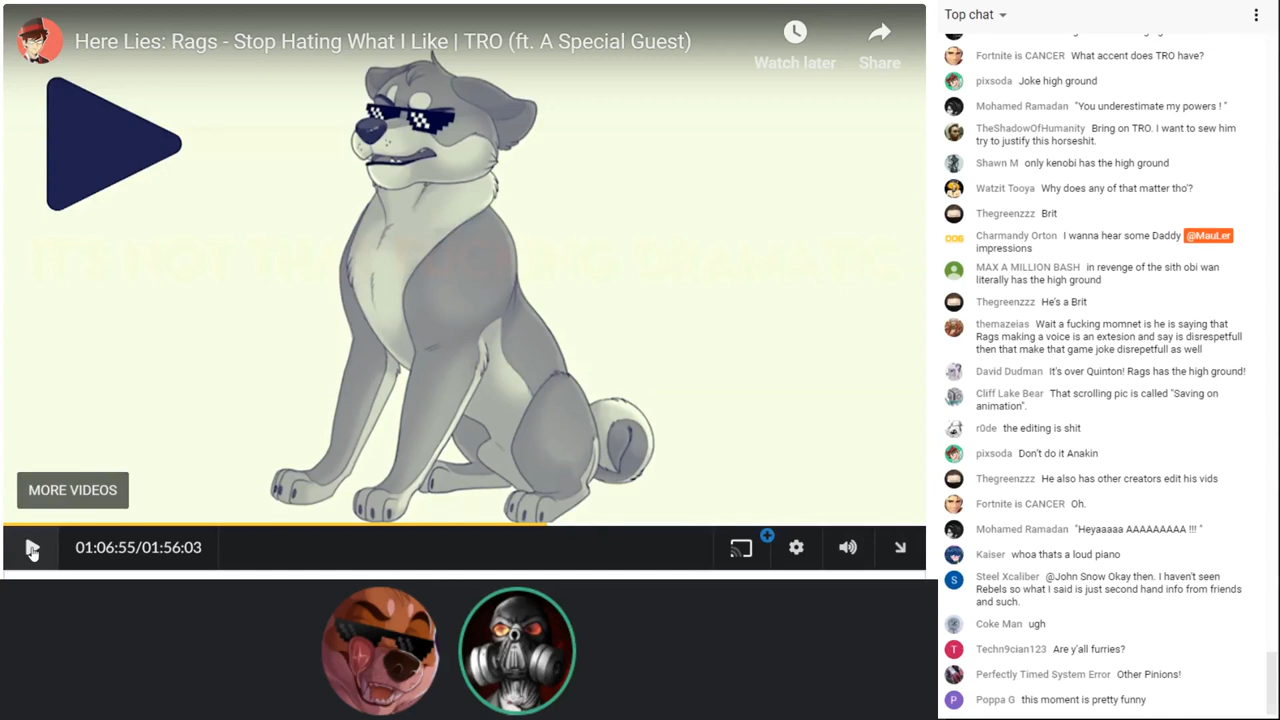 Here Lies: Rags - Stop Hating What I Like | TRO (ft. A Special Guest)
Watch later
Share
MORE VIDEOS
01:06:55/01:56:03
Top chat
Fortnite is CANCER What accent does TRO have?
pixsoda Joke high ground
Mohamed Ramadan "You underestimate my powers ! "
TheShadowOfHumanity Bring on TRO. I want to sew him
try to justify this horseshit.
Shawn M only kenobi has the high ground
Watzit Tooya Why does any of that matter tho'?
Thegreenzzz Brit
Charmandy Orton I wanna hear some Daddy @MauLer
impressions
MAX A MILLION BASH in revenge of the sith obi wan
literally has the high ground
Thegreenzzz He's a Brit
themazeias Wait a fucking momnet is he is saying that
Rags making a voice is an extesion and say is disrespetfull
then that make that game joke disrepetfull as well
David Dudman It's over Quinton! Rags has the high ground!
Cliff Lake Bear That scrolling pic is called "Saving on
animation".
r0de the editing is shit
pixsoda Don't do it Anakin
Thegreenzzz He also has other creators edit his vids
Fortnite is CANCER Oh.
Mohamed Ramadan "Heyaaaaa AAAAAAAAA !!! "
Kaiser whoa thats a loud piano
S
Steel Xcaliber @John Snow Okay then. I haven't seen
Rebels so what I said is just second hand info from friends
and such.
Coke Man ugh
T
Techn9cian123 Are y'all furries?
Perfectly Timed System Error Other Pinions!
P
Poppa G this moment is pretty funny